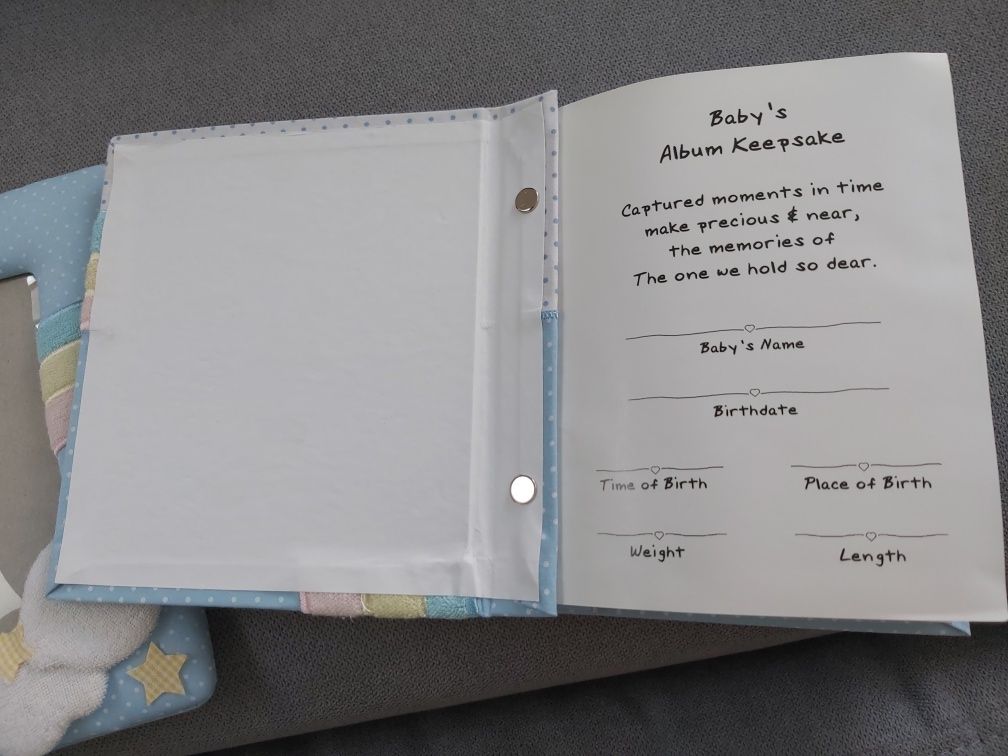 Baby's
Album Keepsake
Captured moments in time
make precious & near,
the memories of
The one we hold so dear.
Baby's Name
Birthdate
Time of Birth
Place of Birth
Weight
Length